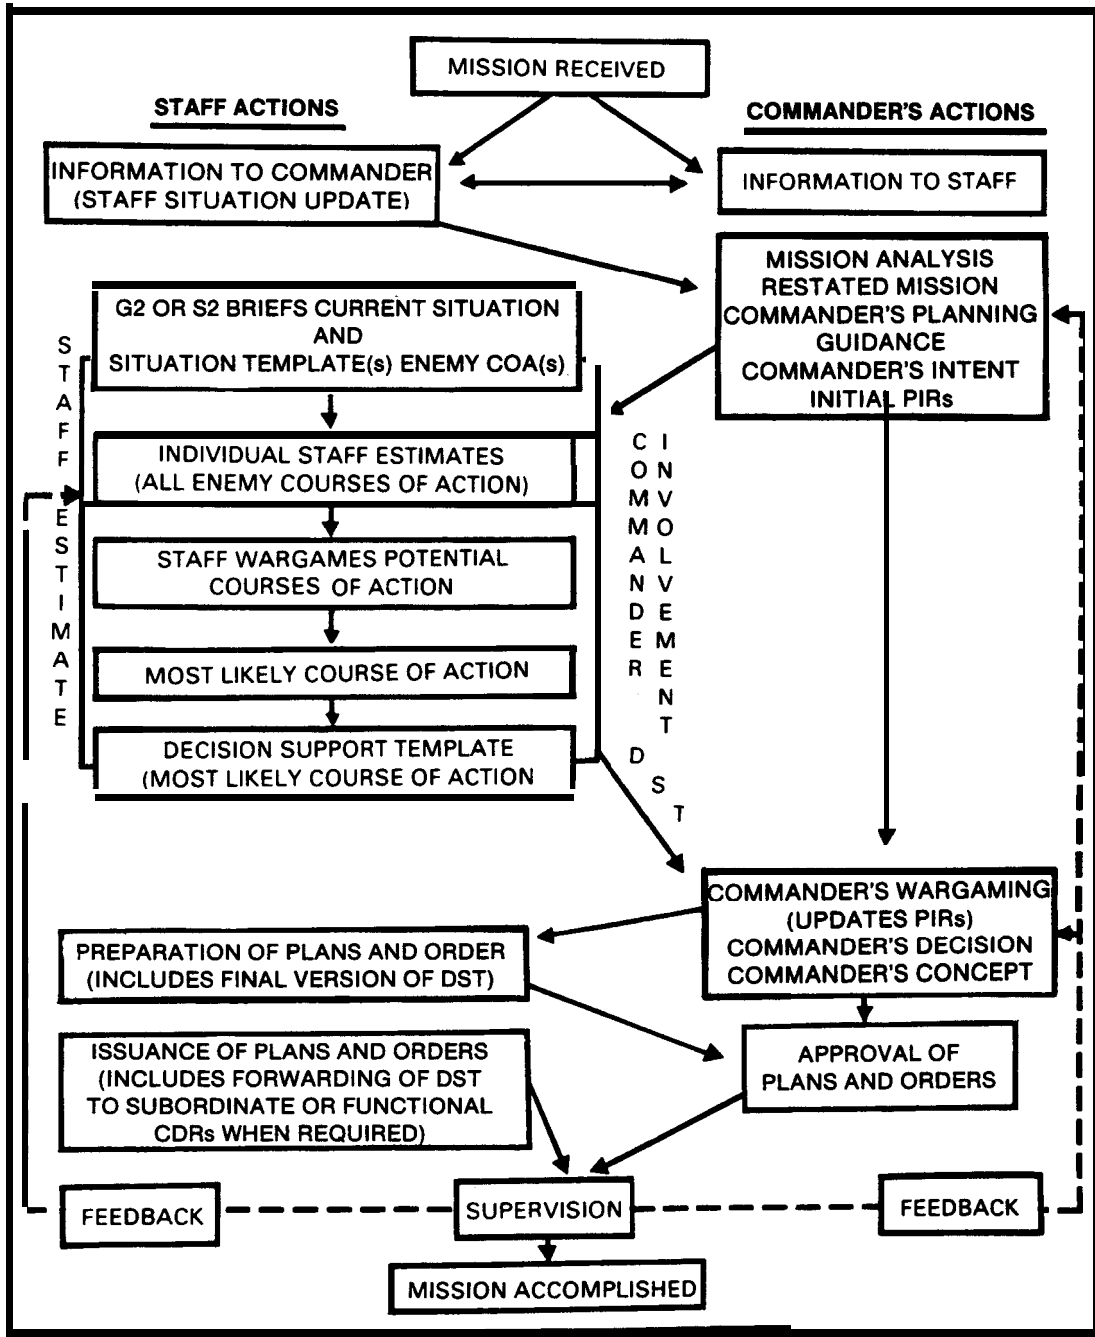 MISSION RECEIVED
STAFF ACTIONS
COMMANDER'S ACTIONS
INFORMATION TO COMMANDER
(STAFF SITUATION UPDATE)
INFORMATION TO STAFF
MISSION ANALYSIS
RESTATED MISSION
COMMANDER'S PLANNING
GUIDANCE
COMMANDER'S INTENT
INITIAL PIRs
G2 OR S2 BRIEFS CURRENT SITUATION
AND
SITUATION TEMPLATE(s) ENEMY COA(s)
STAFF ESTIMATE
INDIVIDUAL STAFF ESTIMATES
(ALL ENEMY COURSES OF ACTION)
STAFF WARGAMES POTENTIAL
COURSES OF ACTION
MOST LIKELY COURSE OF ACTION
DECISION SUPPORT TEMPLATE
(MOST LIKELY COURSE OF ACTION
COMMANDER
INVOLVEMENT
DST
COMMANDER'S WARGAMING
(UPDATES PIRs)
COMMANDER'S DECISION
COMMANDER'S CONCEPT
PREPARATION OF PLANS AND ORDER
(INCLUDES FINAL VERSION OF DST)
APPROVAL OF
PLANS AND ORDERS
ISSUANCE OF PLANS AND ORDERS
(INCLUDES FORWARDING OF DST
TO SUBORDINATE OR FUNCTIONAL
CDRs WHEN REQUIRED)
FEEDBACK
SUPERVISION
FEEDBACK
MISSION ACCOMPLISHED